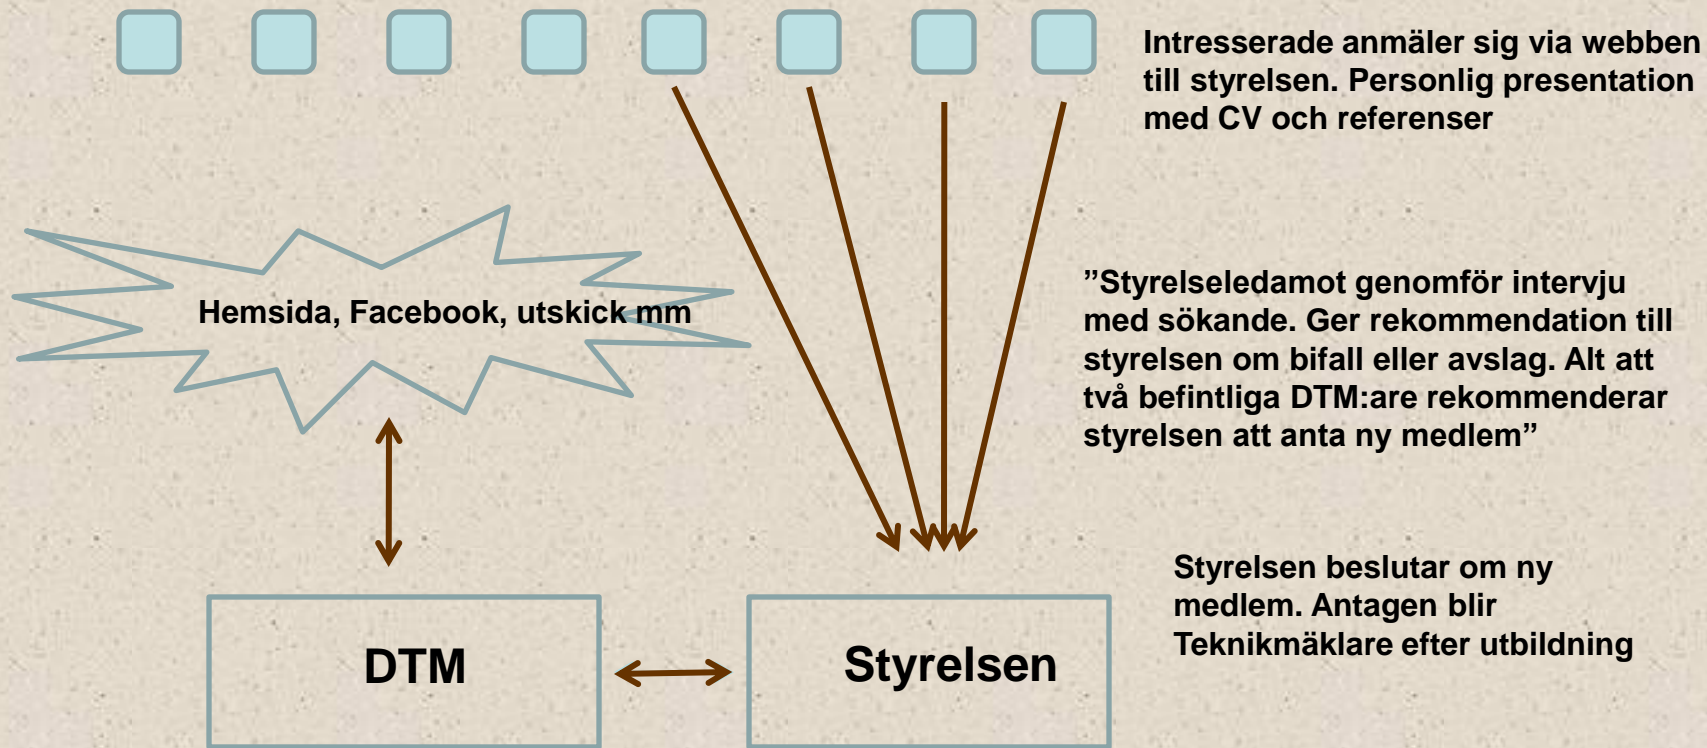 Intresserade anmäler sig via webben
till styrelsen. Personlig presentation
med CV och referenser
Hemsida, Facebook, utskick mm
”Styrelseledamot genomför intervju
med sökande. Ger rekommendation till
styrelsen om bifall eller avslag. Alt att
två befintliga DTM:are rekommenderar
styrelsen att anta ny medlem”
Styrelsen beslutar om ny
medlem. Antagen blir
Teknikmäklare efter utbildning
DTM
Styrelsen